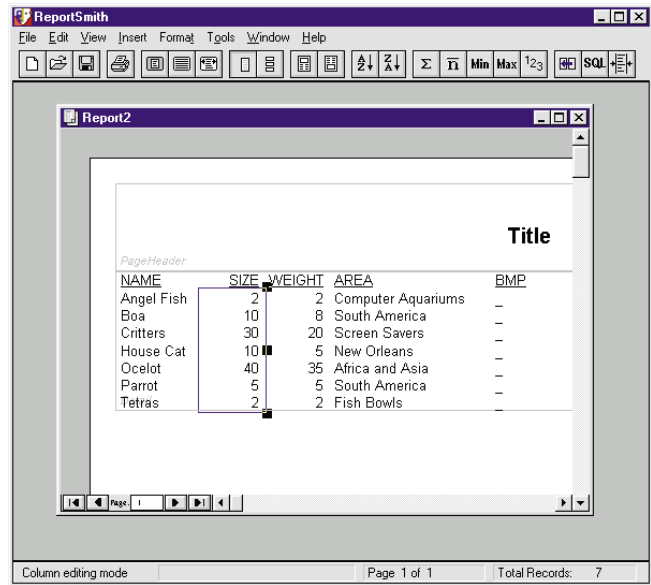 ReportSmith
File Edit View Insert Format Tools Window Help
A Z Z A Σ n Min Max 123 SQL
Report2
Title
PageHeader
NAME SIZE WEIGHT AREA BMP
Angel Fish 2 2 Computer Aquariums _
Boa 10 8 South America _
Critters 30 20 Screen Savers _
House Cat 10 5 New Orleans _
Ocelot 40 35 Africa and Asia _
Parrot 5 5 South America _
Tetras 2 2 Fish Bowls _
Page: 1
Column editing mode Page 1 of 1 Total Records: 7